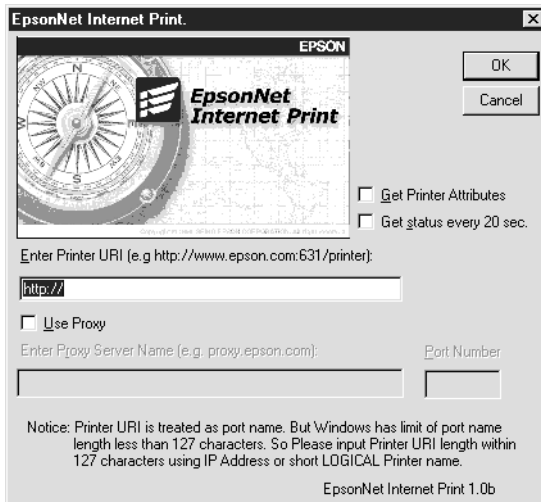 EpsonNet Internet Print.
EPSON
EpsonNet
Internet Print
OK
Cancel
Get Printer Attributes
Get status every 20 sec.
Enter Printer URI (e.g http://www.epson.com:631/printer):
http://
Use Proxy
Enter Proxy Server Name (e.g. proxy.epson.com):
Port Number
Notice: Printer URI is treated as port name. But Windows has limit of port name
length less than 127 characters. So Please input Printer URI length within
127 characters using IP Address or short LOGICAL Printer name.
EpsonNet Internet Print 1.0b